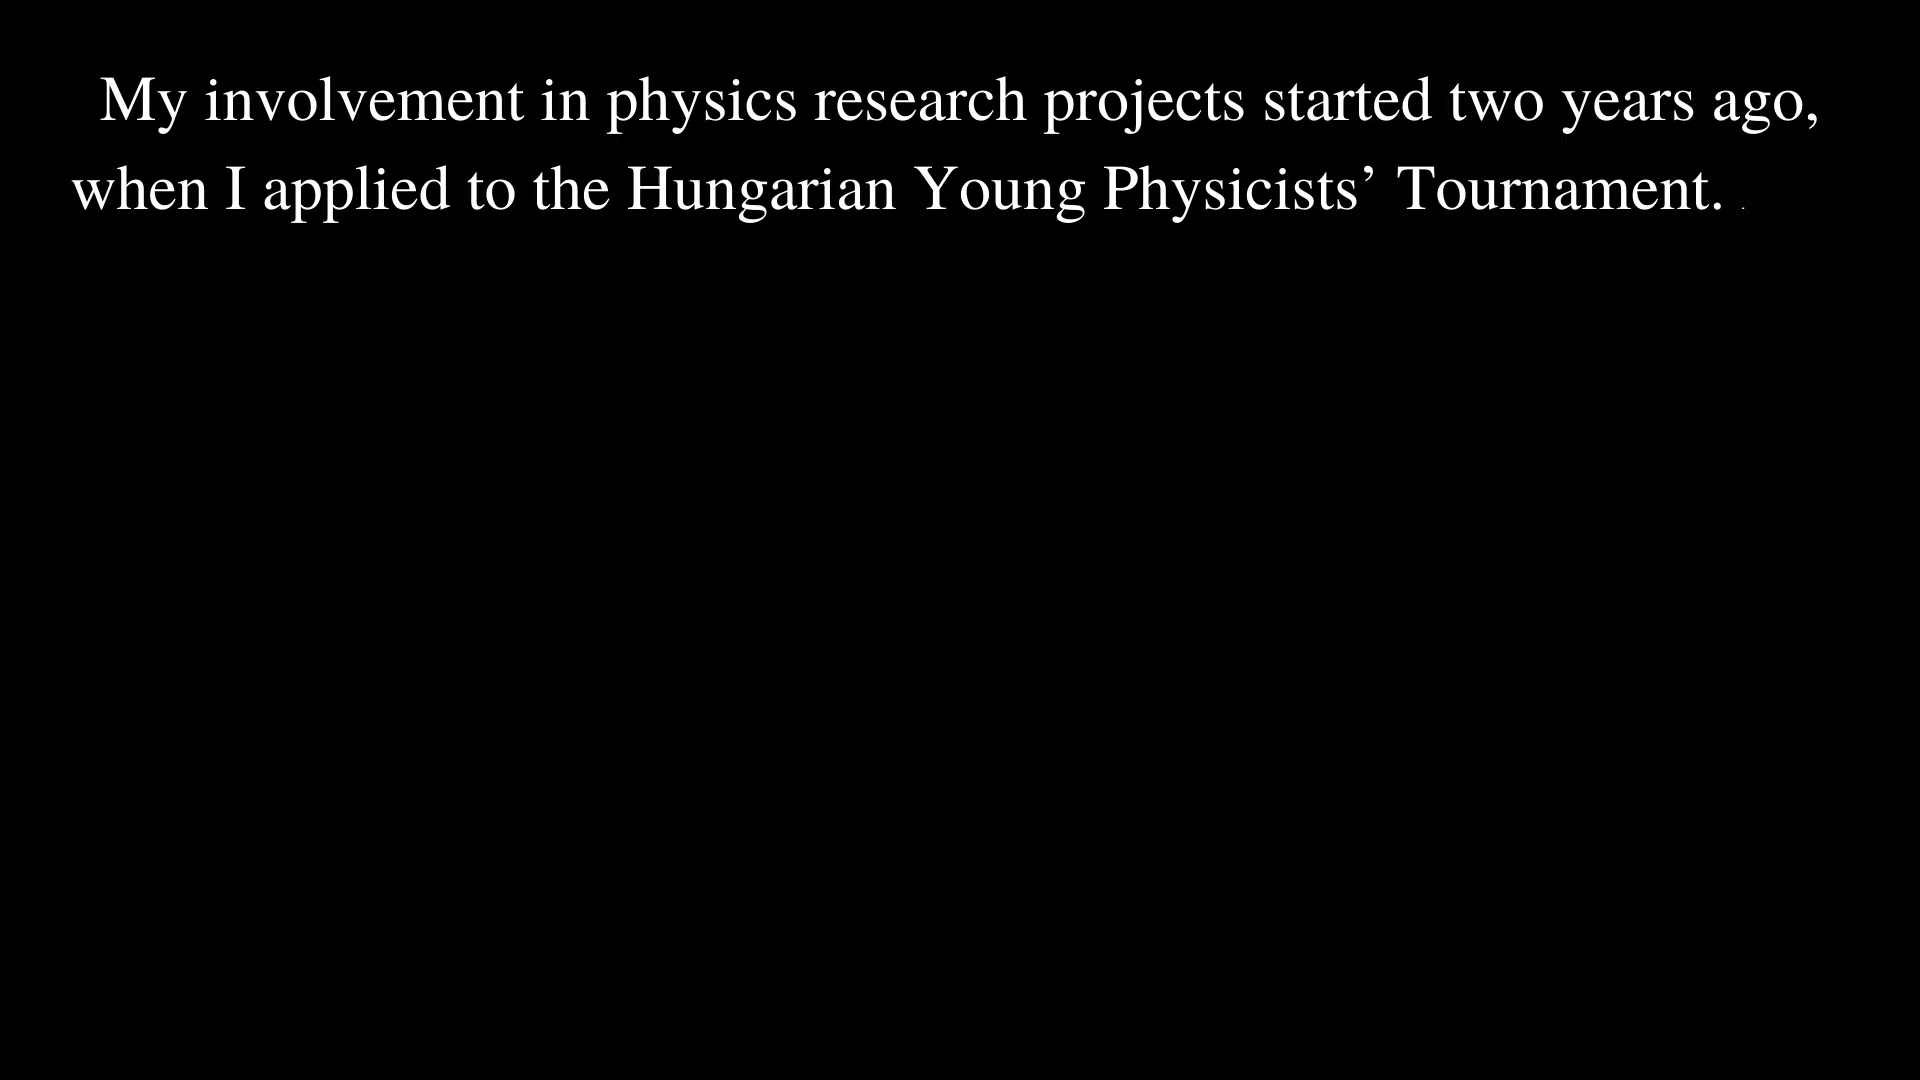 My involvement in physics research projects started two years ago,
when I applied to the Hungarian Young Physicists’ Tournament. .